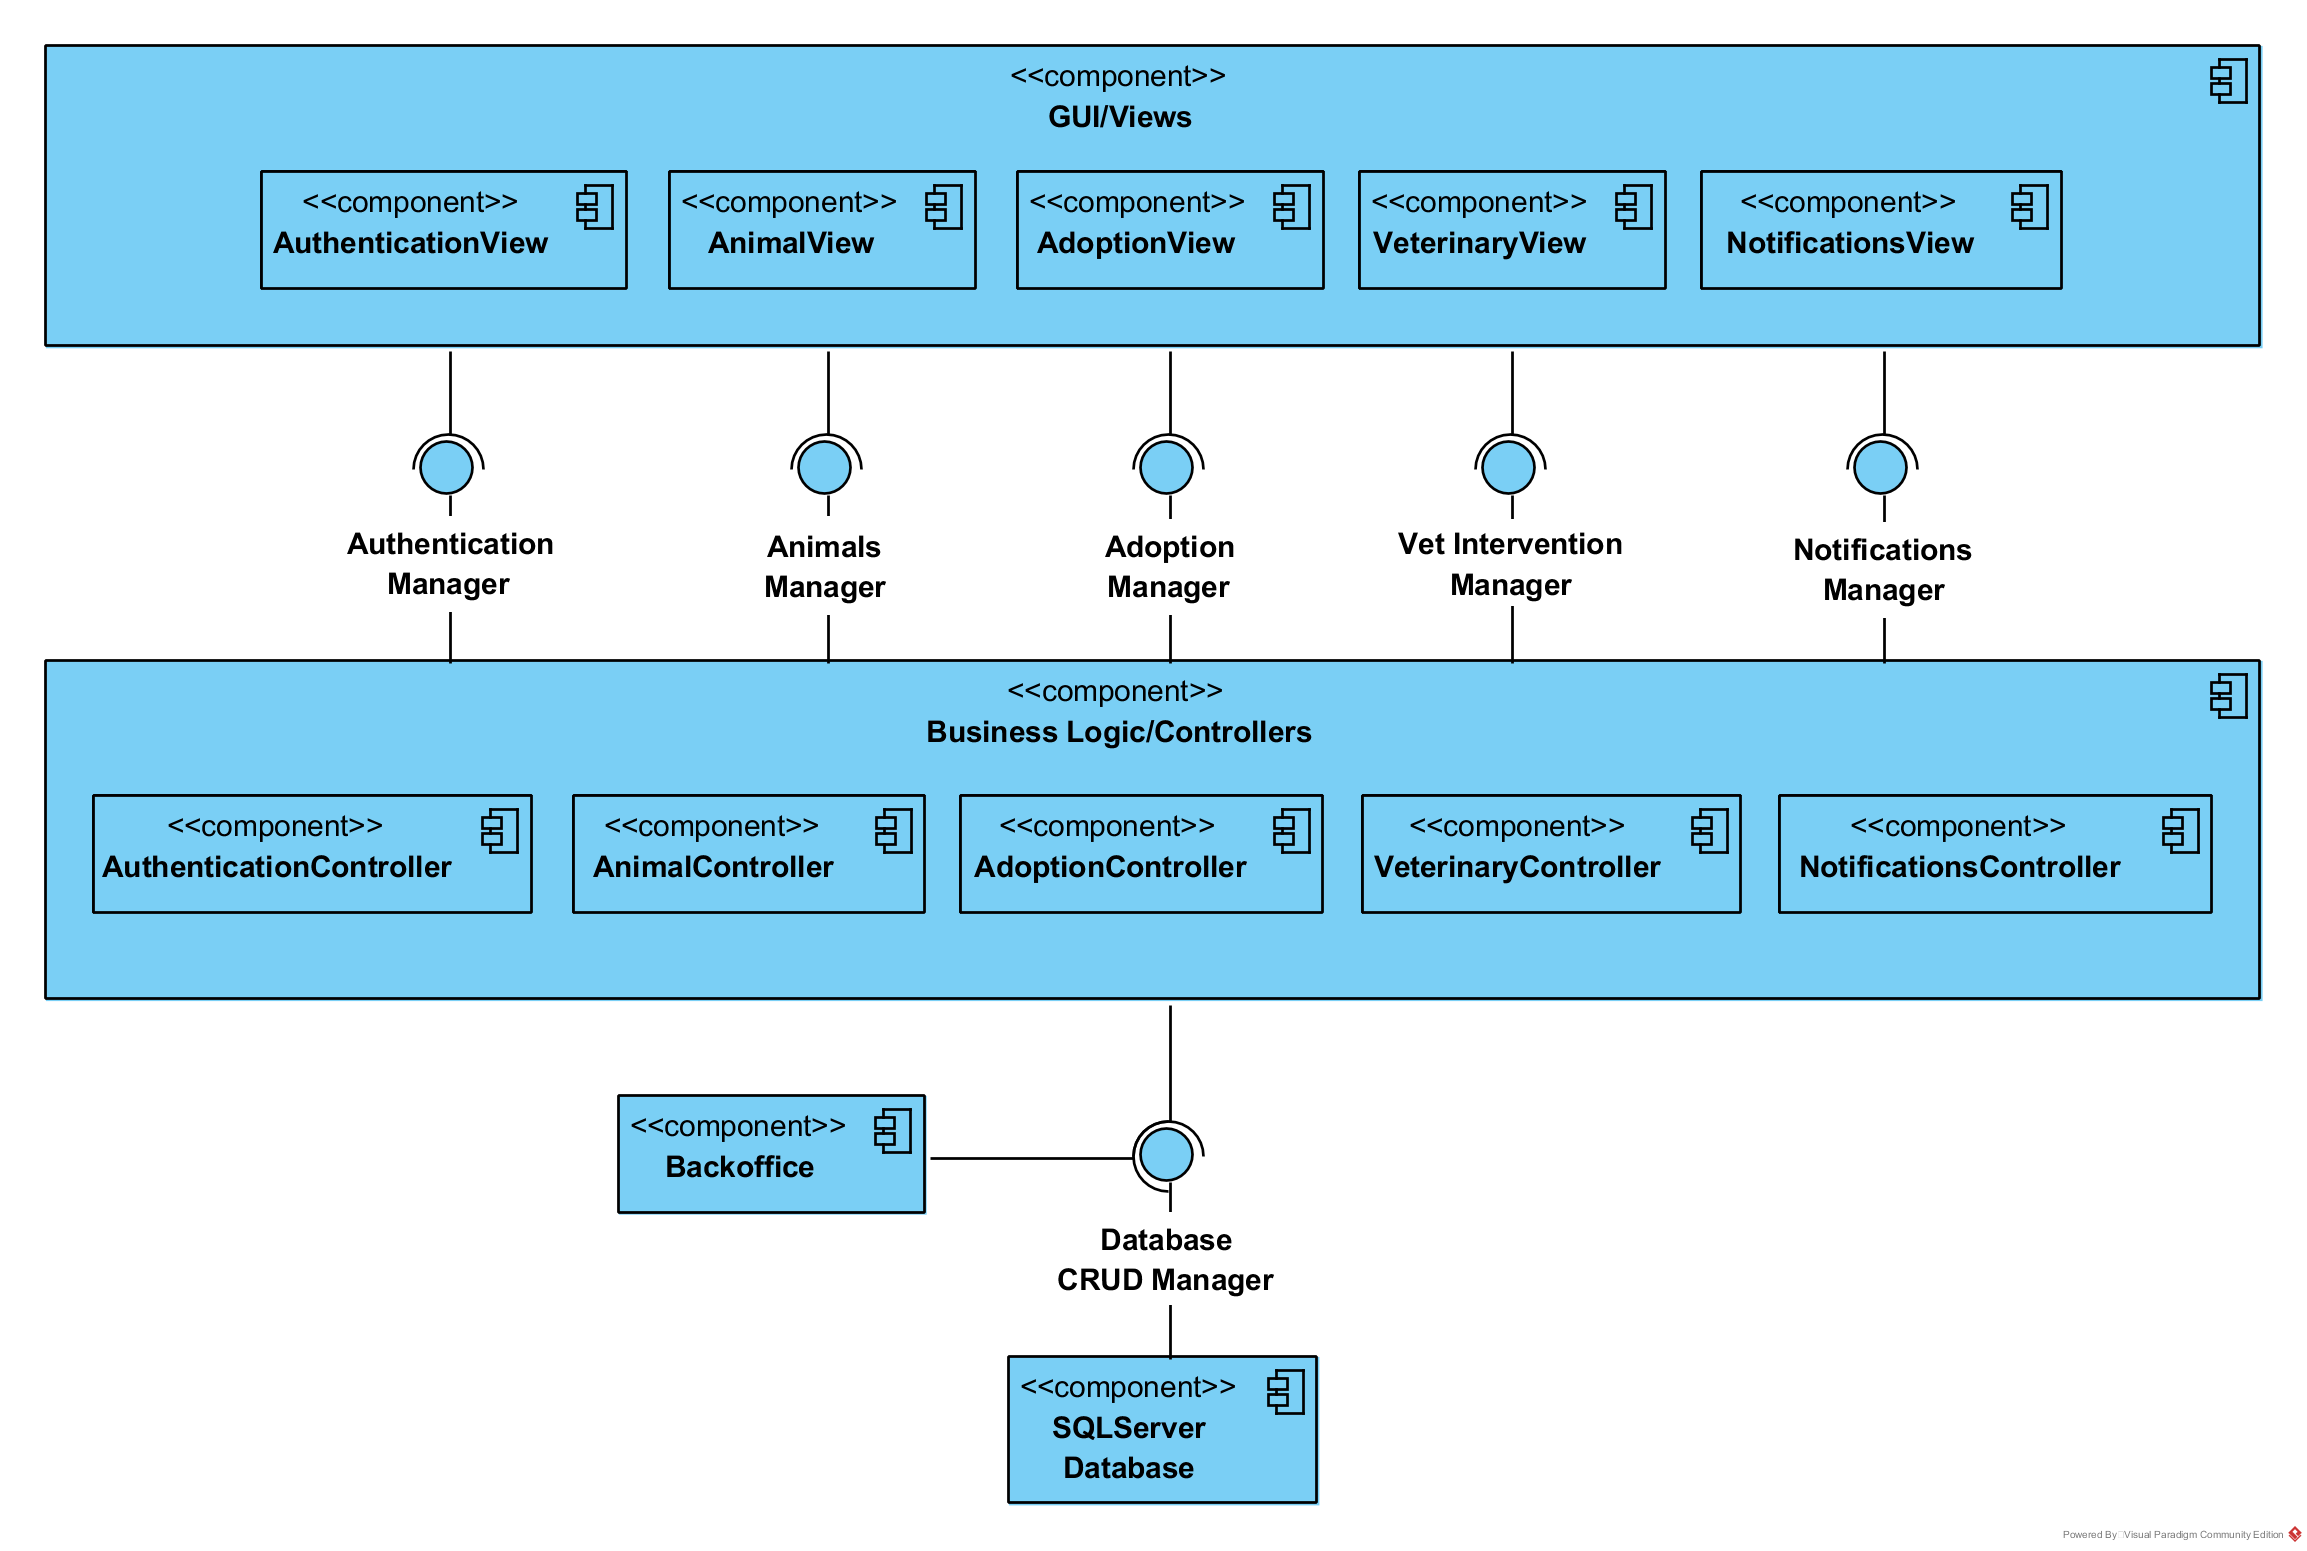 <<component>>
GUI/Views
<<component>>
AuthenticationView
<<component>>
AnimalView
<<component>>
AdoptionView
<<component>>
VeterinaryView
<<component>>
NotificationsView
Authentication
Manager
Animals
Manager
Adoption
Manager
Vet Intervention
Manager
Notifications
Manager
<<component>>
Business Logic/Controllers
<<component>>
AuthenticationController
<<component>>
AnimalController
<<component>>
AdoptionController
<<component>>
VeterinaryController
<<component>>
NotificationsController
<<component>>
Backoffice
Database
CRUD Manager
<<component>>
SQLServer
Database
Powered By Visual Paradigm Community Edition